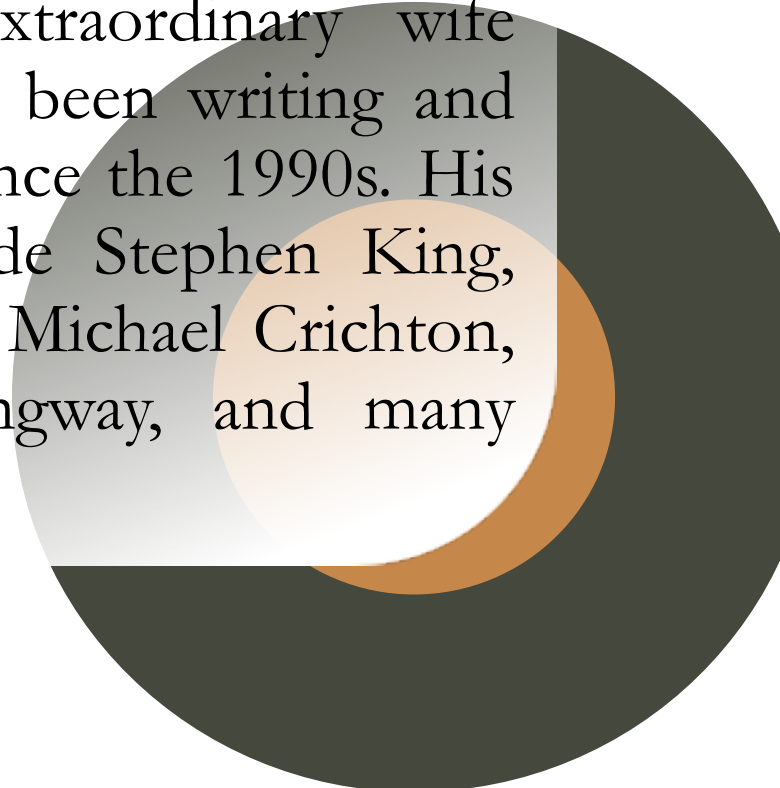 xtraordinary wife
been writing and
nce the 1990s. His
de Stephen King,
Michael Crichton,
ngway, and many